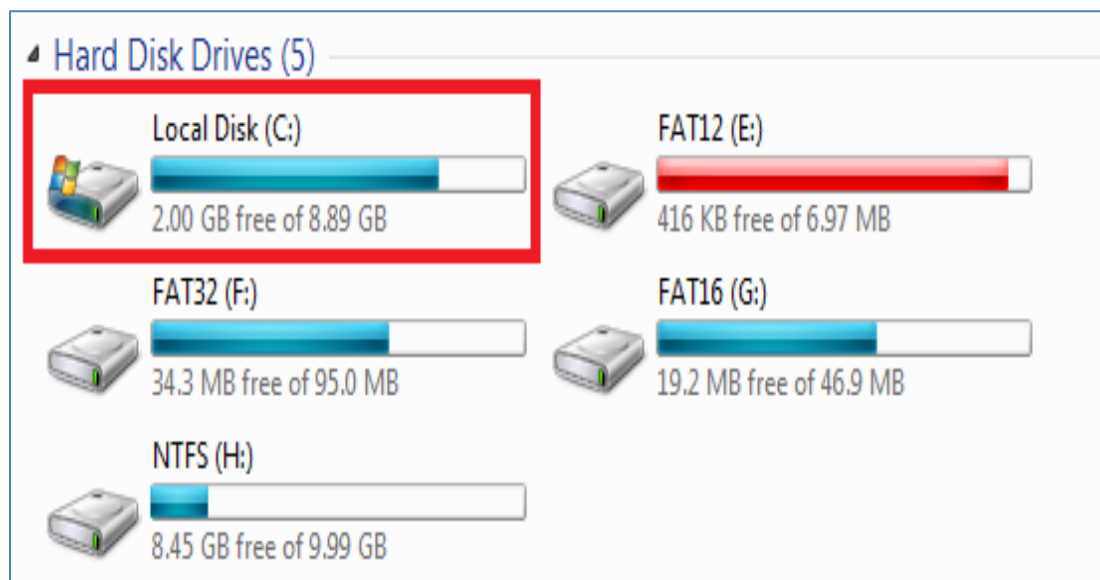 Hard Disk Drives (5)
Local Disk (C:)
2.00 GB free of 8.89 GB
FAT12 (E:)
416 KB free of 6.97 MB
FAT32 (F:)
34.3 MB free of 95.0 MB
FAT16 (G:)
19.2 MB free of 46.9 MB
NTFS (H:)
8.45 GB free of 9.99 GB